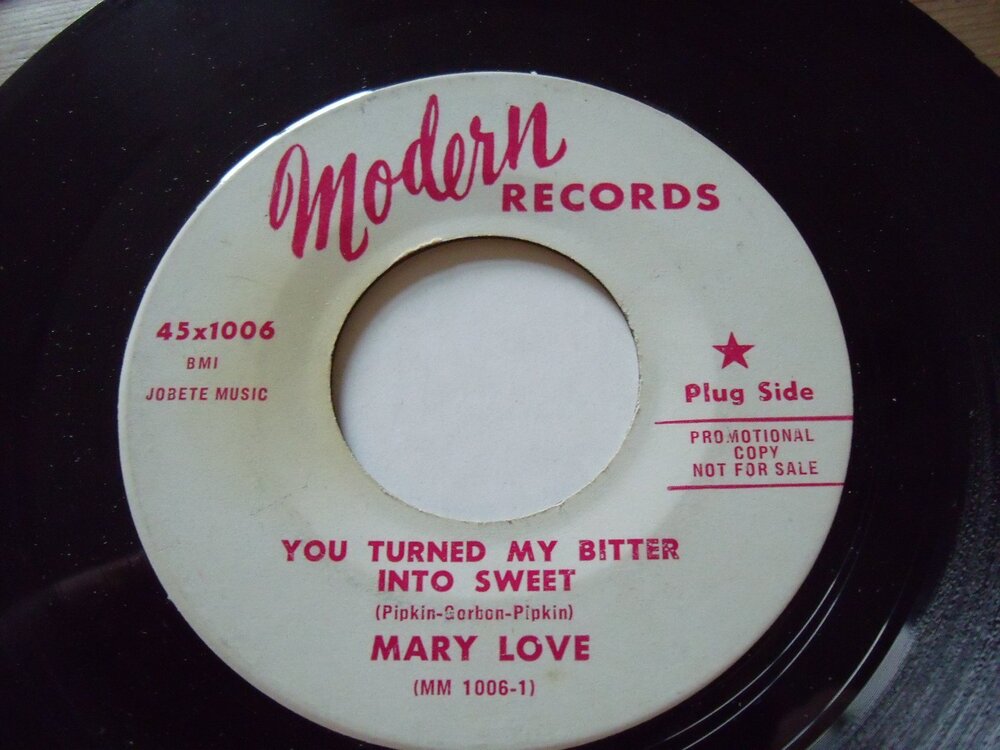 Modern
RECORDS
45x1006
BMI
JOBETE MUSIC
★
Plug Side
PROMOTIONAL
COPY
NOT FOR SALE
YOU TURNED MY BITTER
INTO SWEET
(Pipkin-Gorbon-Pipkin)
MARY LOVE
(MM 1006-1)